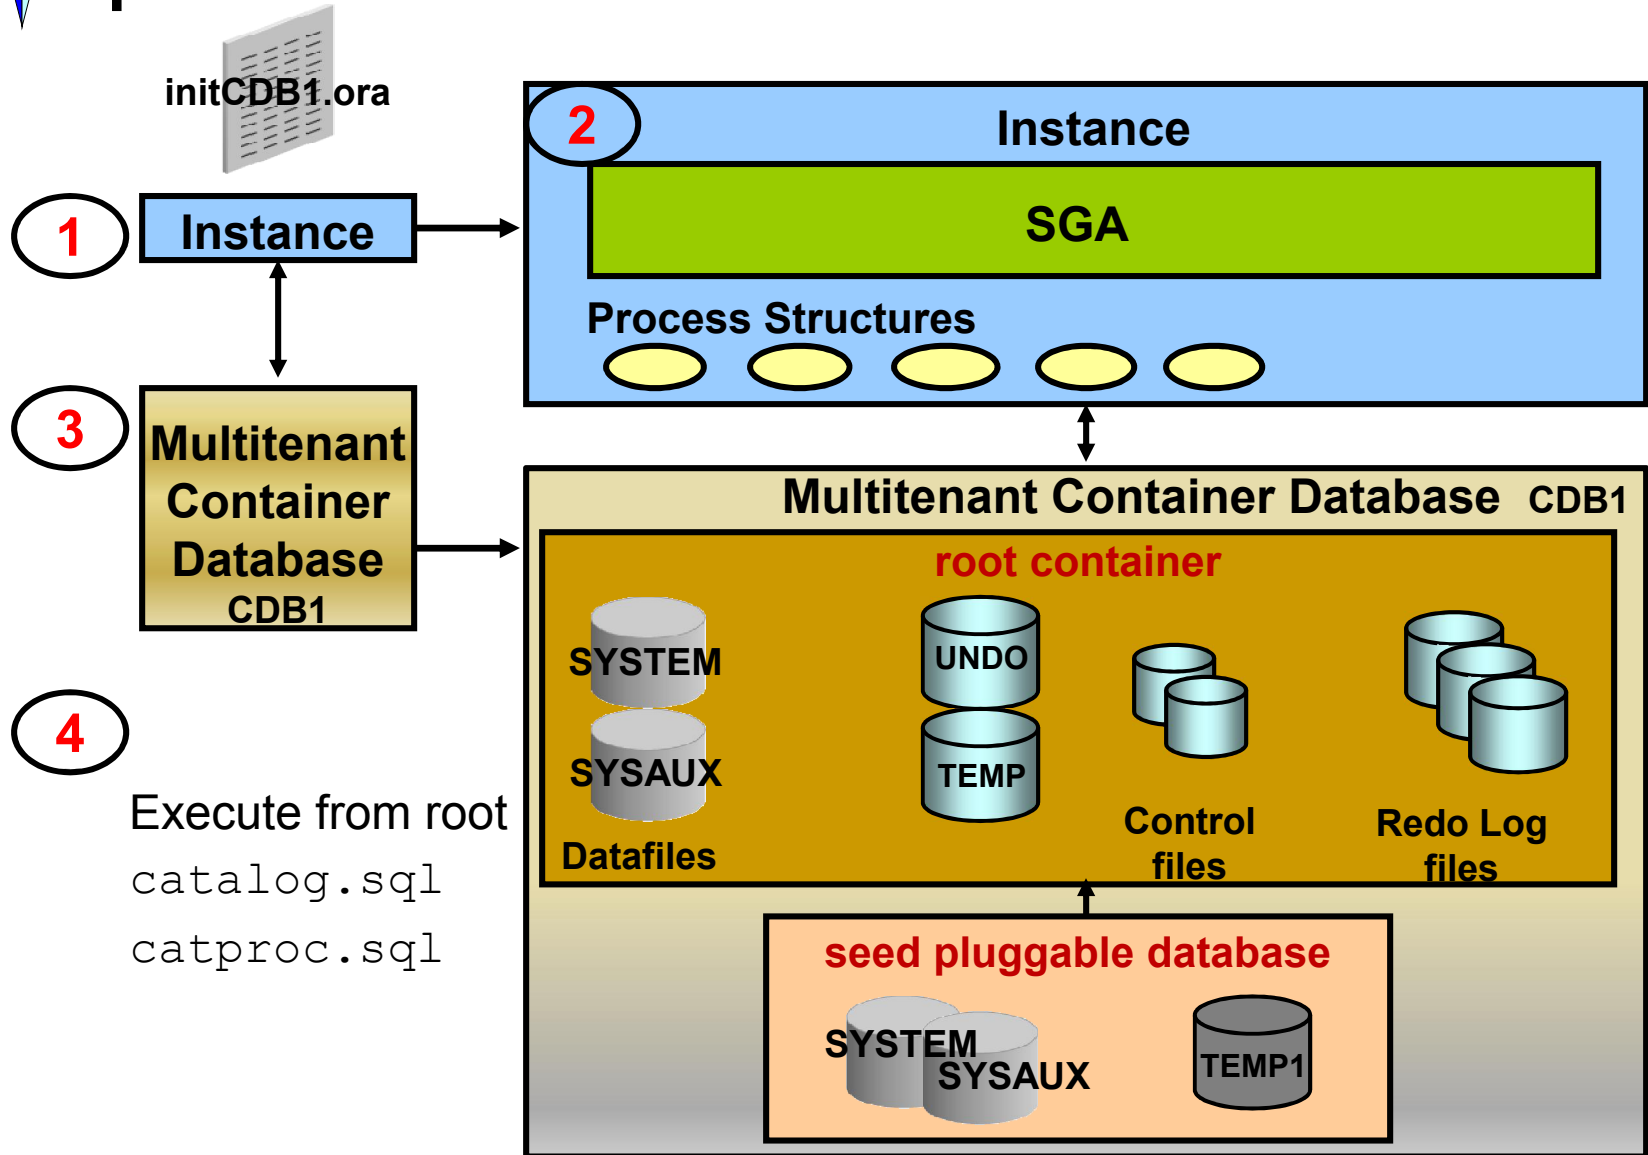 initCDB1.ora
1
Instance
2
Instance
SGA
Process Structures
3
Multitenant
Container
Database
CDB1
Multitenant Container Database CDB1
root container
SYSTEM
SYSAUX
Datafiles
UNDO
TEMP
Control
files
Redo Log
files
4
Execute from root
catalog.sql
catproc.sql
seed pluggable database
SYSTEM
SYSAUX
TEMP1